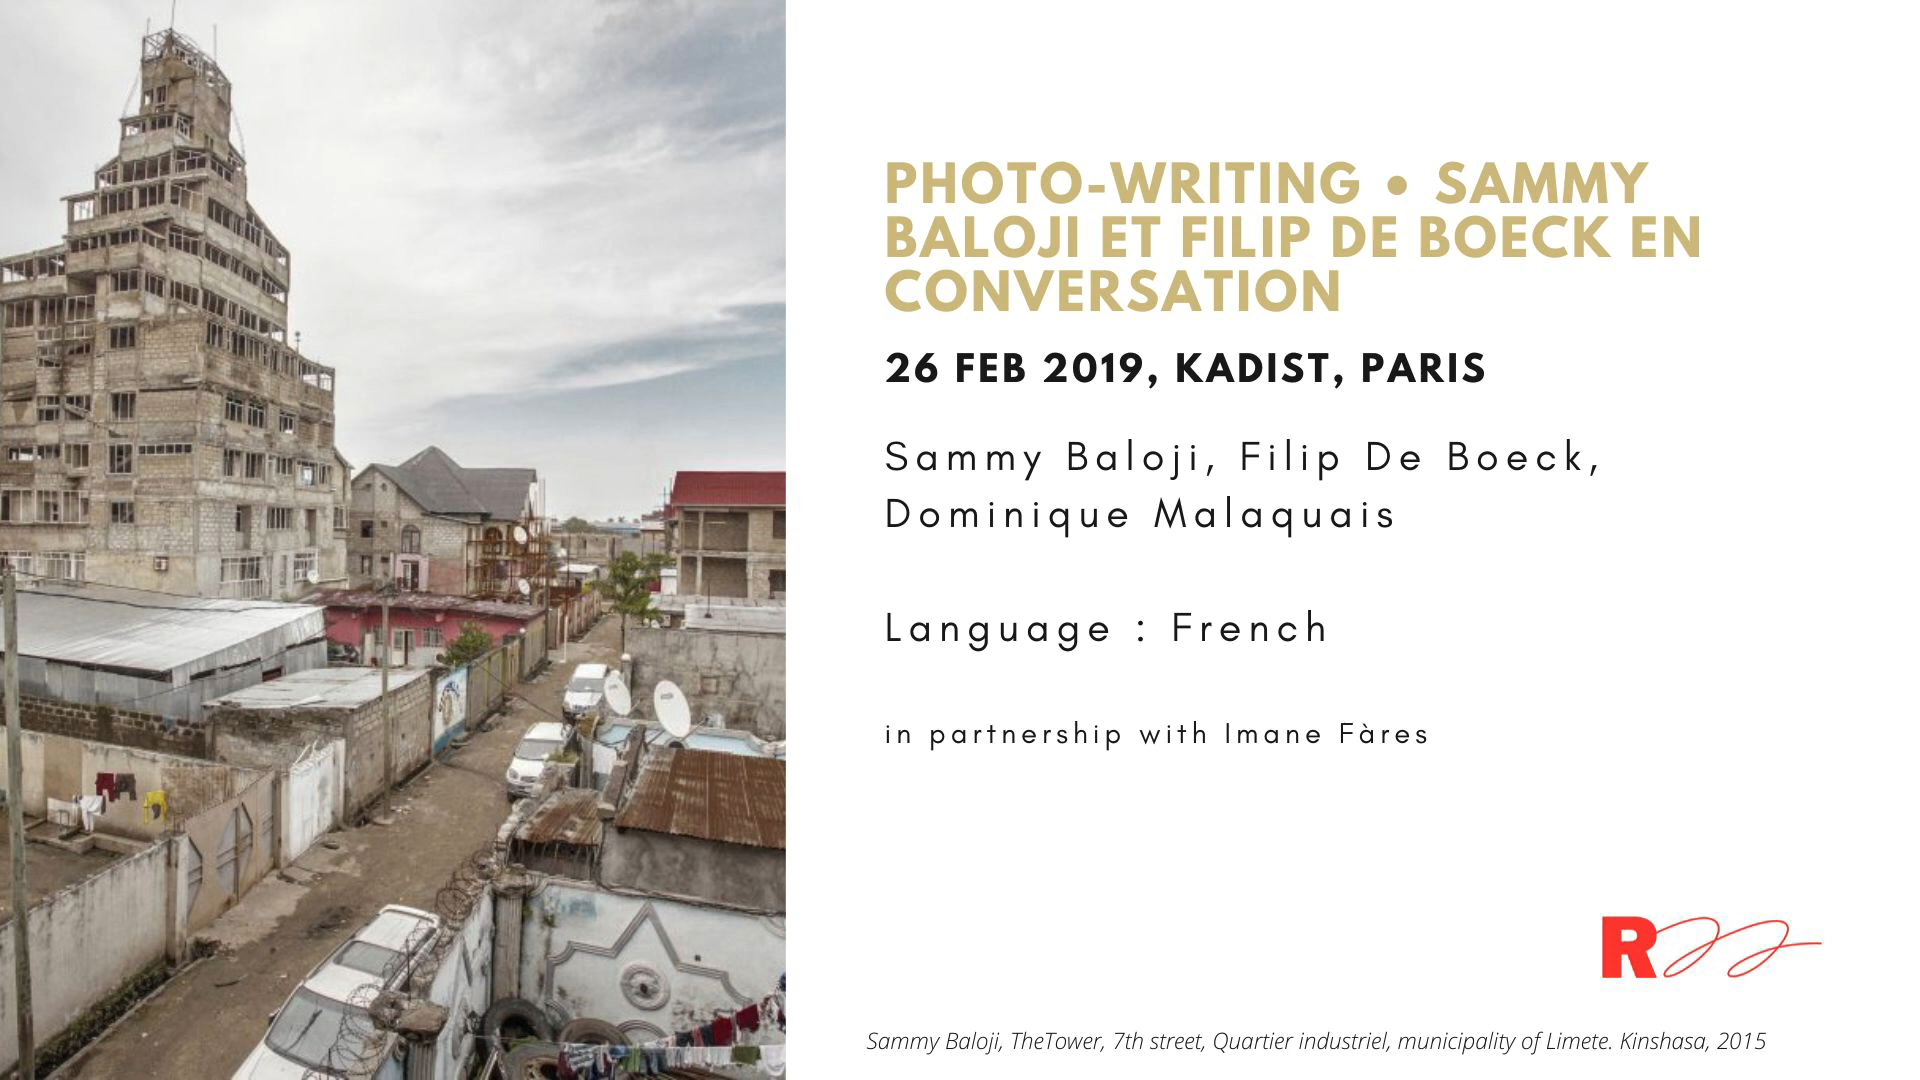 PHOTO-WRITING • SAMMY
BALOJI ET FILIP DE BOECK EN
CONVERSATION
26 FEB 2019, KADIST, PARIS
Sammy Baloji, Filip De Boeck,
Dominique Malaquais
Language : French
in partnership with Imane Fàres
R
Sammy Baloji, TheTower, 7th street, Quartier industriel, municipality of Limete. Kinshasa, 2015